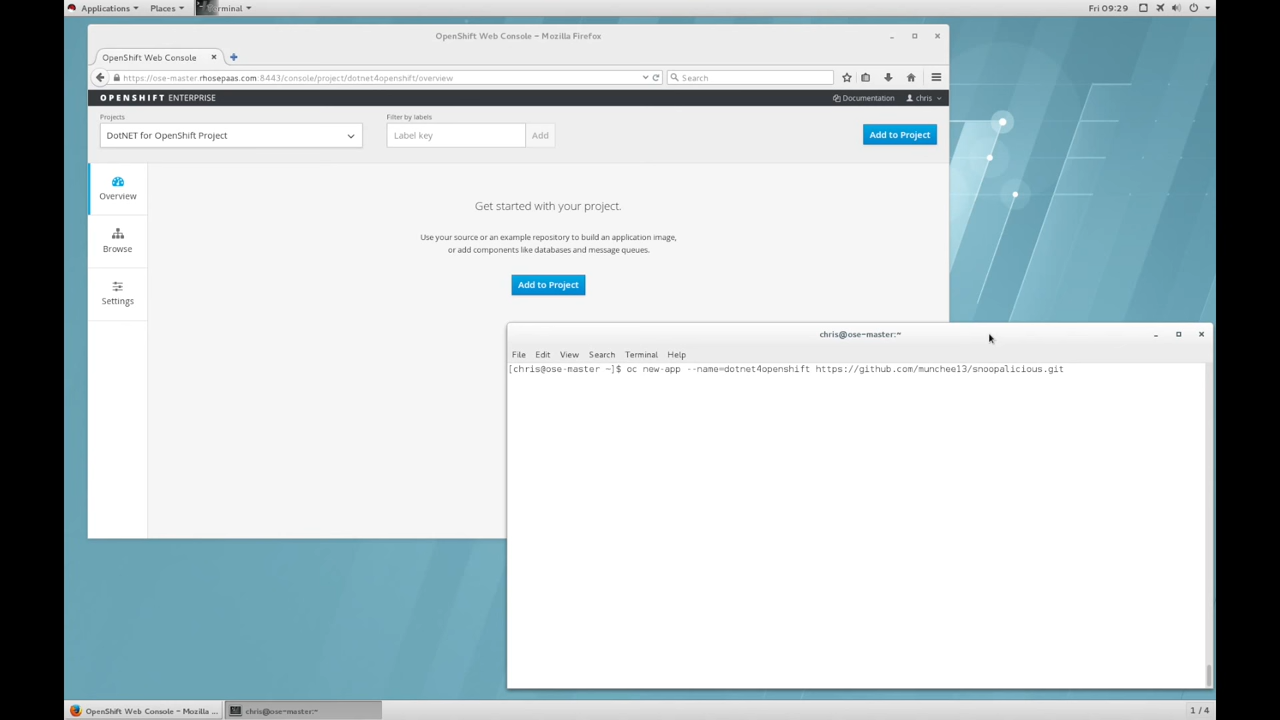 Applications Places Terminal Fri 09:29
OpenShift Web Console - Mozilla Firefox
OpenShift Web Console
https://ose-master.rhosepaas.com:8443/console/project/dotnet4openshift/overview Search
OPENSHIFT ENTERPRISE Documentation chris
Projects Filter by labels
DotNET for OpenShift Project Label key Add Add to Project
Overview
Browse
Settings
Get started with your project.
Use your source or an example repository to build an application image,
or add components like databases and message queues.
Add to Project
chris@ose-master:~
File Edit View Search Terminal Help
[chris@ose-master ~]$ oc new-app --name=dotnet4openshift https://github.com/munchee13/snoopalicious.git
OpenShift Web Console - Mozilla ... chris@ose-master:~ 1 / 4